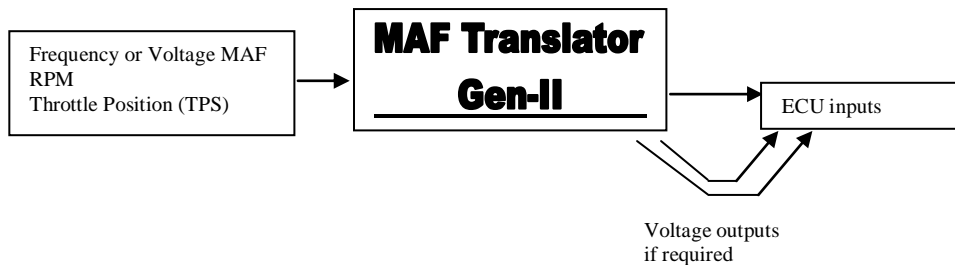 Frequency or Voltage MAF
RPM
Throttle Position (TPS)
MAF Translator
Gen-II
ECU inputs
Voltage outputs
if required